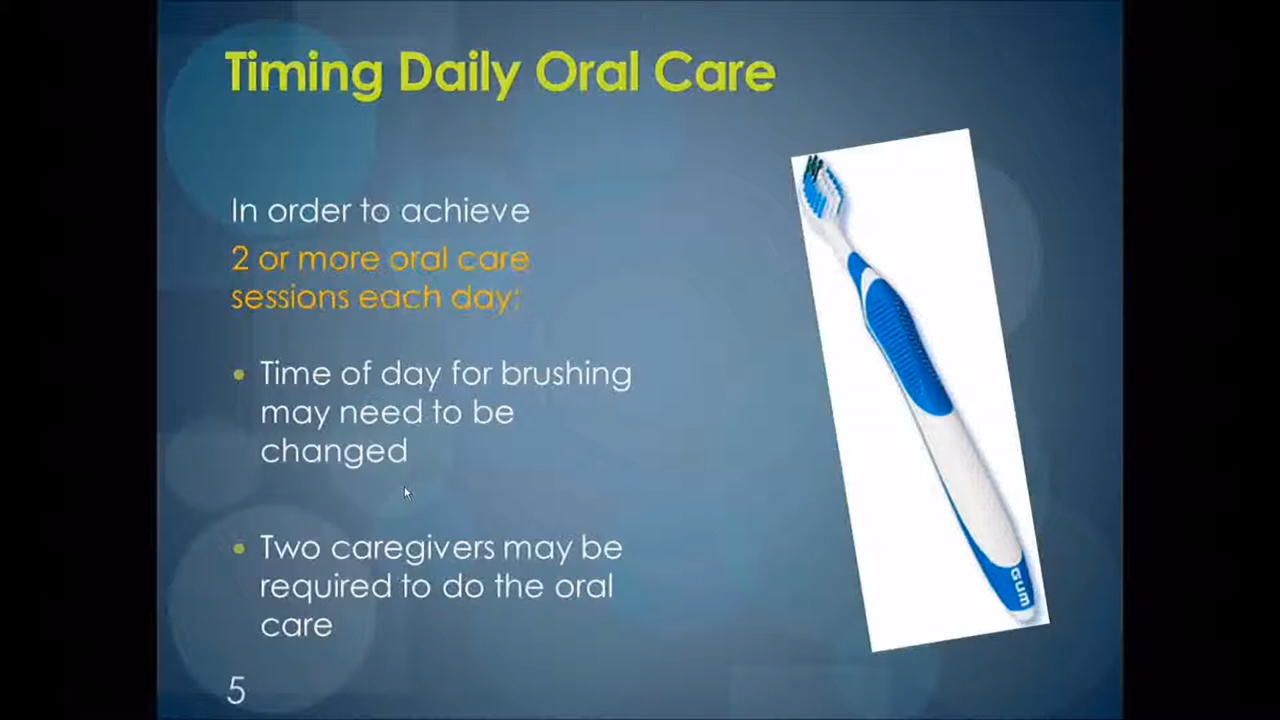 Timing Daily Oral Care
In order to achieve
2 or more oral care
sessions each day:
• Time of day for brushing
may need to be
changed
• Two caregivers may be
required to do the oral
care
5
GUM